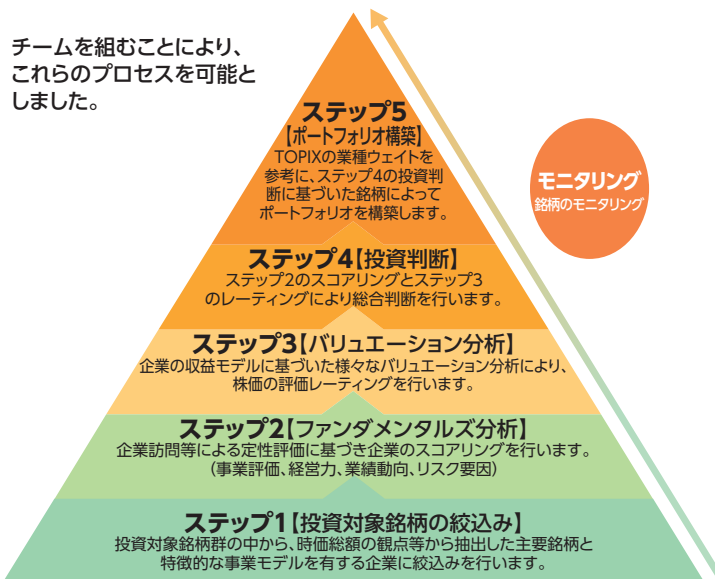 チームを組むことにより、
これらのプロセスを可能と
しました。
ステップ5
【ポートフォリオ構築】
TOPIXの業種ウェイトを
参考に、ステップ4の投資判
断に基づいた銘柄によって
ポートフォリオを構築します。
モニタリング
銘柄のモニタリング
ステップ4【投資判断】
ステップ2のスコアリングとステップ3
のレーティングにより総合判断を行います。
ステップ3【バリュエーション分析】
企業の収益モデルに基づいた様々なバリュエーション分析により、
株価の評価レーティングを行います。
ステップ2【ファンダメンタルズ分析】
企業訪問等による定性評価に基づき企業のスコアリングを行います。
(事業評価、経営力、業績動向、リスク要因)
ステップ1【投資対象銘柄の絞込み】
投資対象銘柄群の中から、時価総額の観点等から抽出した主要銘柄と
特徴的な事業モデルを有する企業に絞込みを行います。